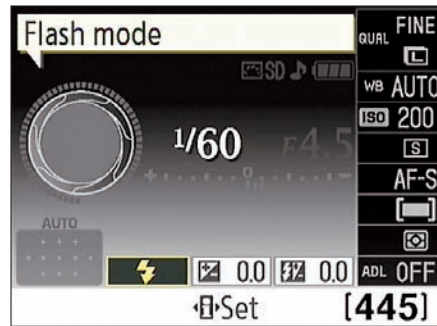 Flash mode
QUAL FINE
L
SD
WB AUTO
ISO 200
1/60 F4.5
S
+ 0
AF-S
AUTO
0.0 0.0
ADL OFF
Set [445]